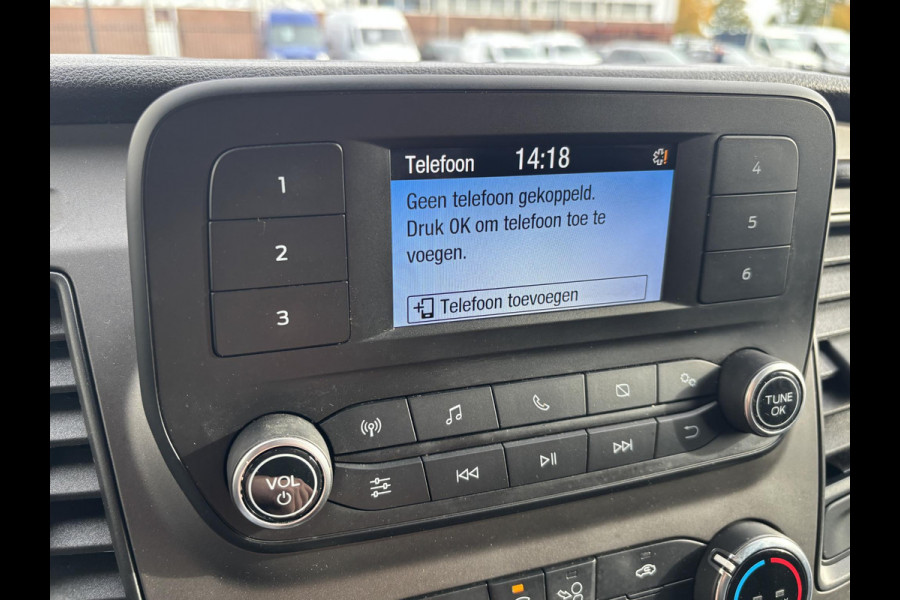 Telefoon 14:18
Geen telefoon gekoppeld.
Druk OK om telefoon toe te
voegen.
Telefoon toevoegen
1
2
3
4
5
6
VOL
TUNE
OK